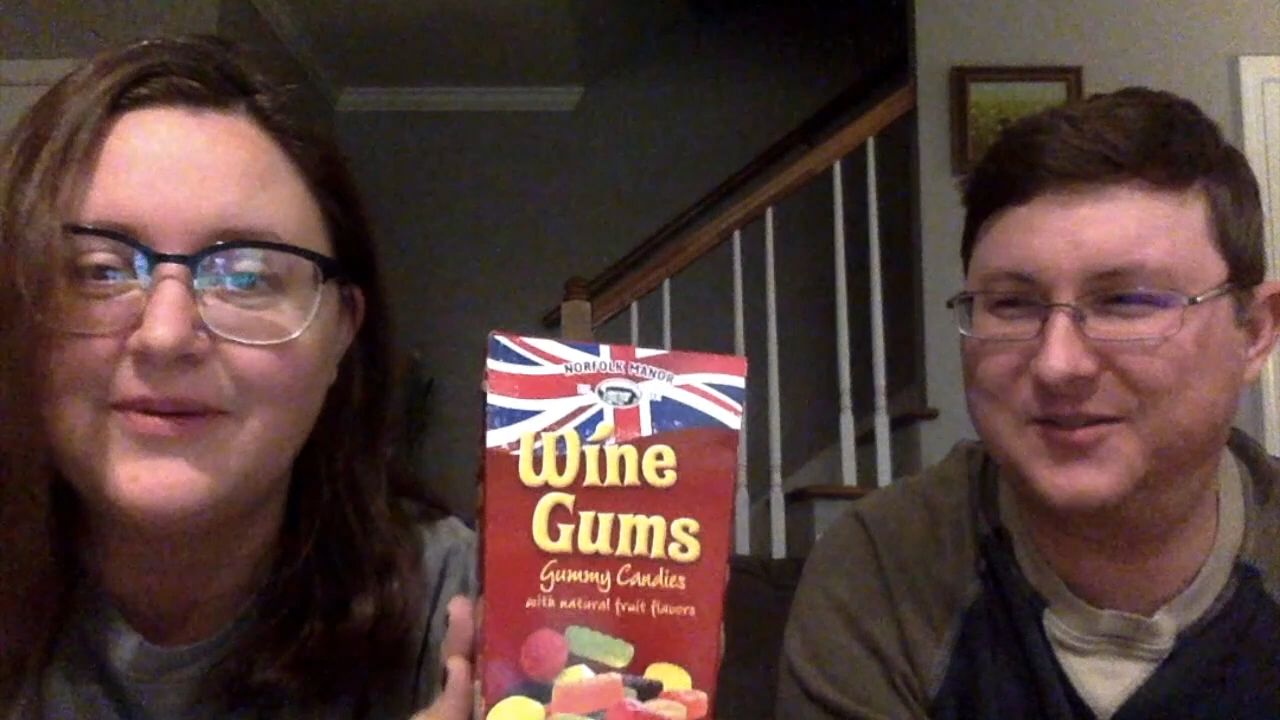 NORFOLK MANOR
Wine
Gums
Gummy Candies
with natural fruit flavors